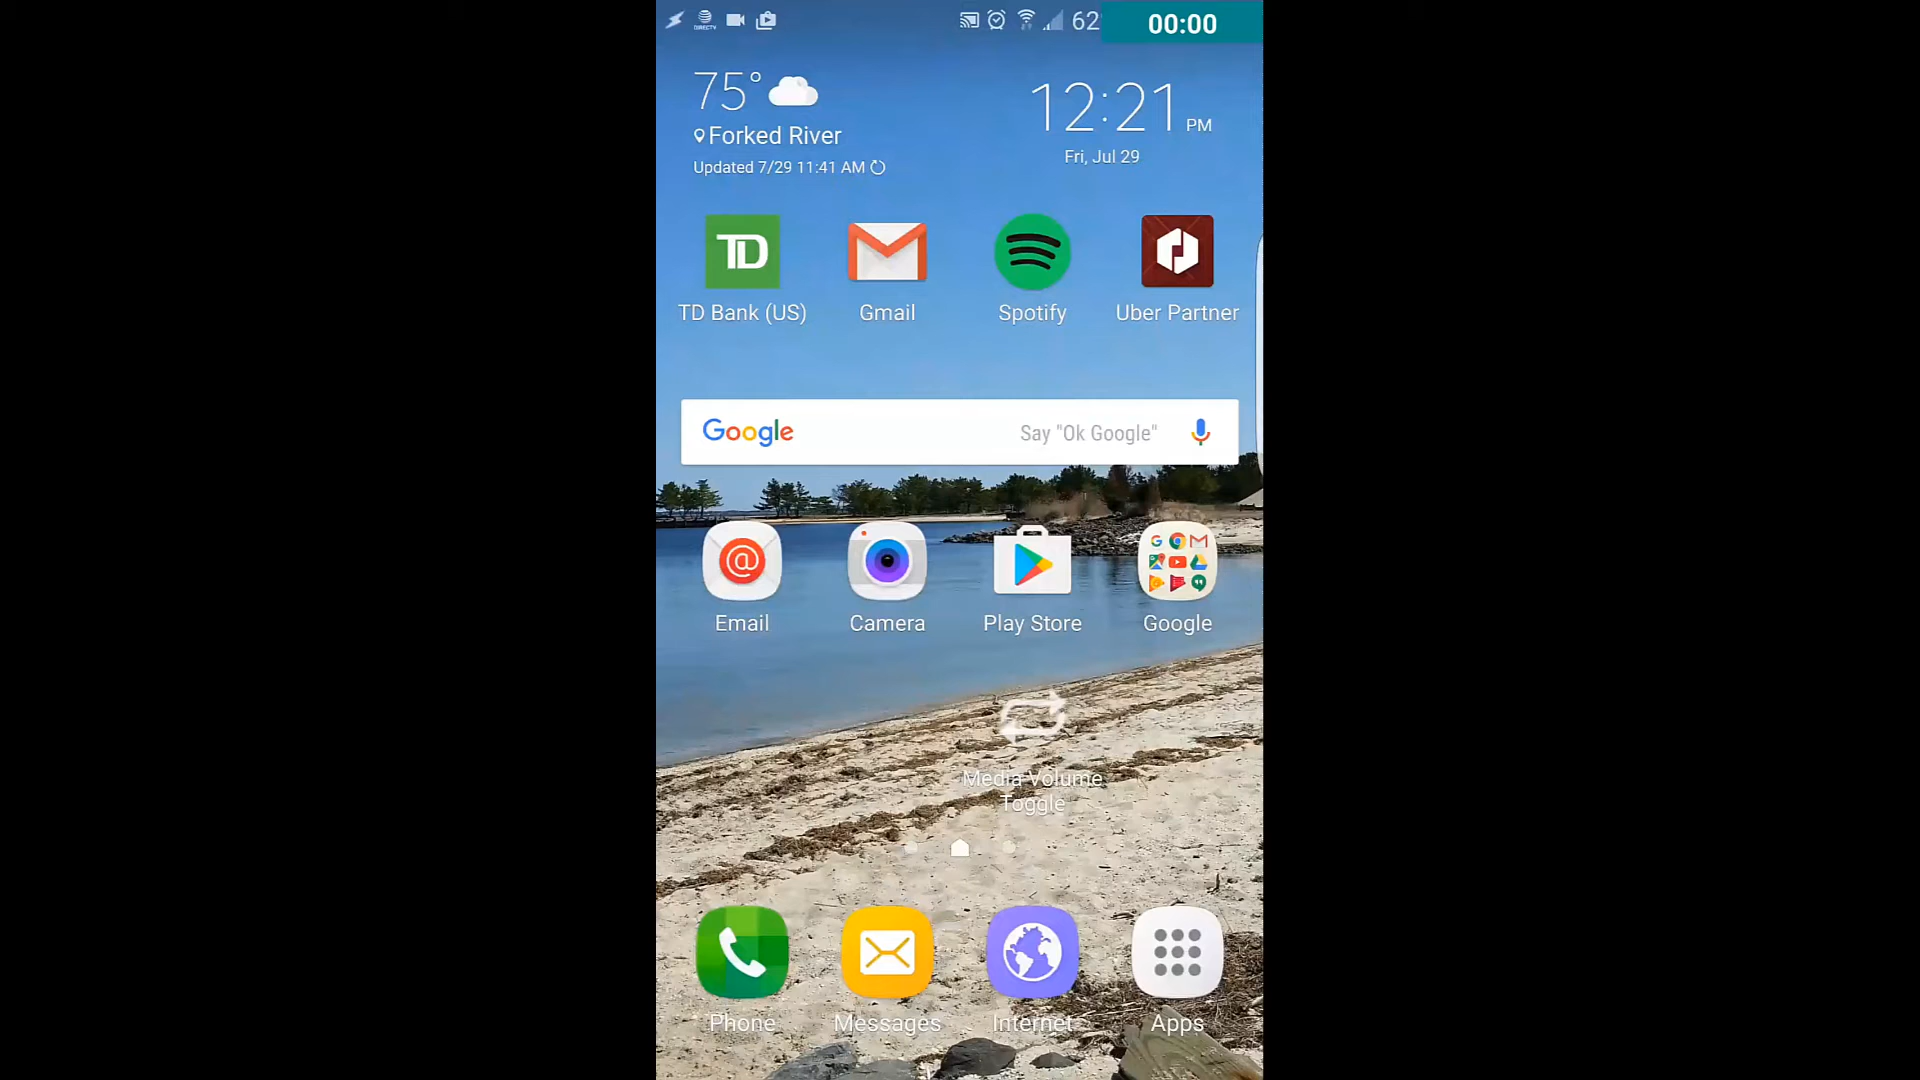 62
00:00
75°
12:21 PM
Forked River
Fri, Jul 29
Updated 7/29 11:41 AM
TD
TD Bank (US)
Gmail
Spotify
Uber Partner
Google
Say "Ok Google"
Email
Camera
Play Store
Google
Media Volume
Toggle
Phone
Messages
Internet
Apps